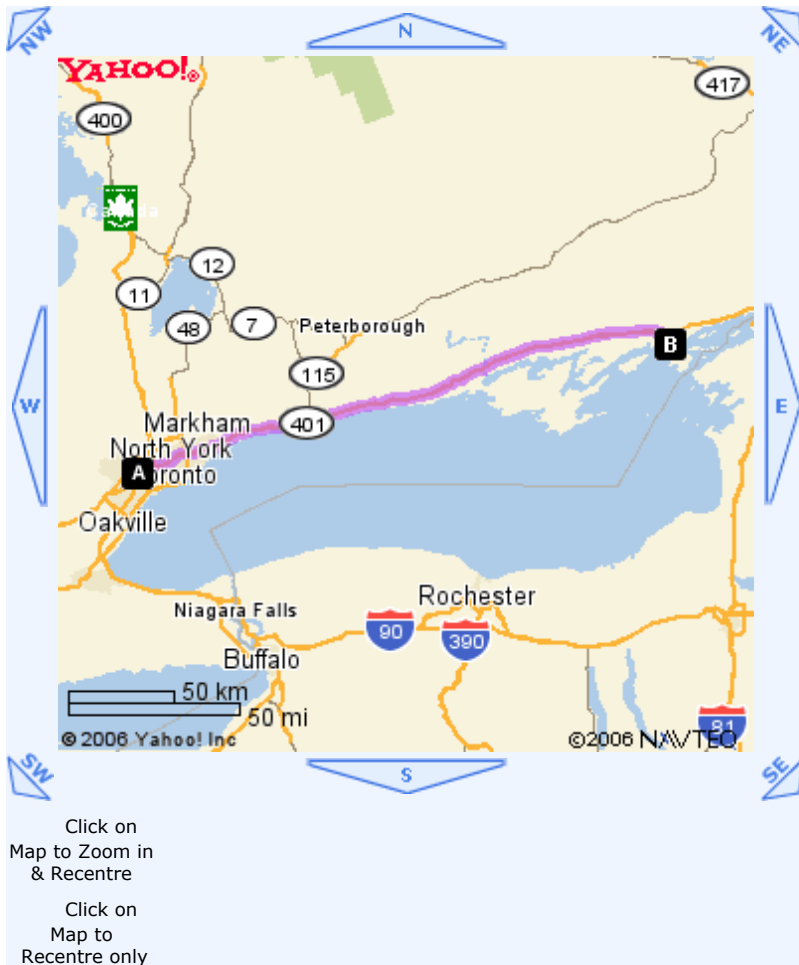 NW
N
NE
YAHOO!®
417
400
Canada
12
11
48
7
Peterborough
115
B
W
E
401
Markham
North York
A
Toronto
Oakville
Rochester
Niagara Falls
90
390
Buffalo
50 km
50 mi
81
© 2006 Yahoo! Inc
©2006 NAVTEQ
SW
S
SE
Click on
Map to Zoom in
& Recentre
Click on
Map to
Recentre only